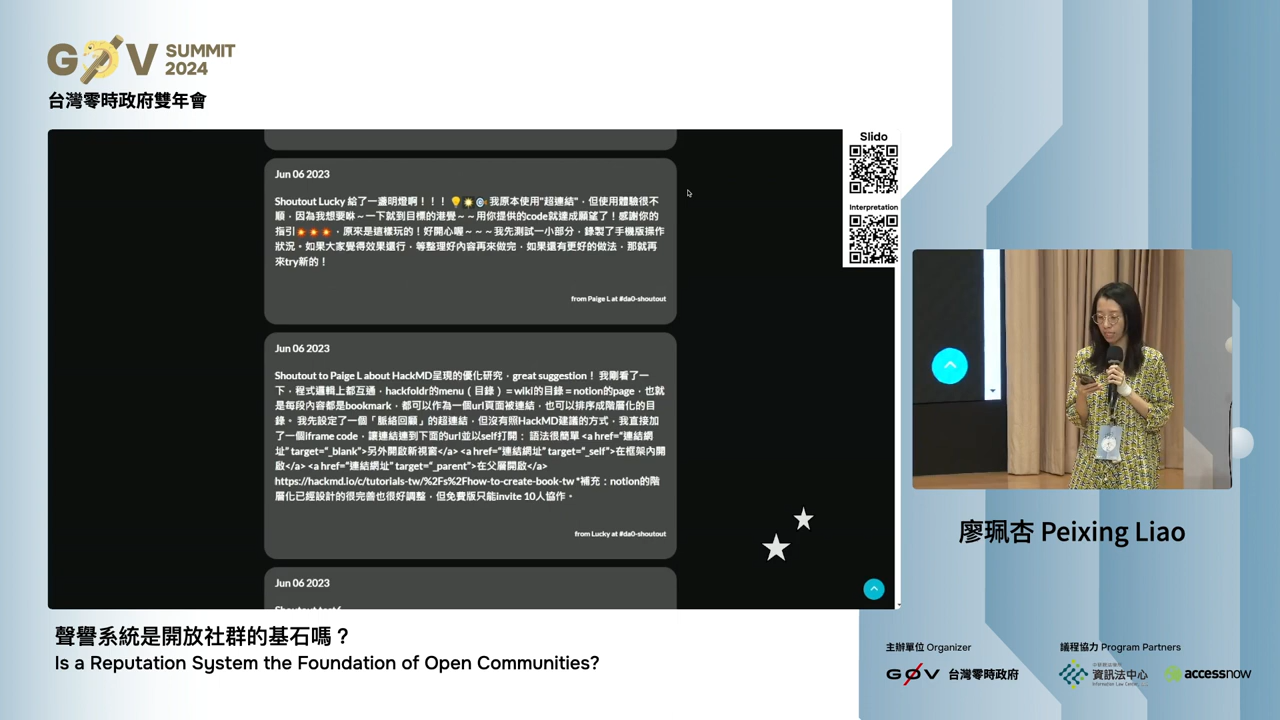 GØV SUMMIT 2024
台灣零時政府雙年會
Jun 06 2023
Shoutout Lucky 給了一盞明燈啊！！！💡🌟🎯 我原本使用"超連結"，但使用體驗很不
順，因為我想要咻～一下就到目標的港覺～～用你提供的code就達成願望了！感謝你的
指引💥💥💥，原來是這樣玩的！好開心喔～～～我先測試一小部分，錄製了手機版操作
狀況。如果大家覺得效果還行，等整理好內容再來做完，如果還有更好的做法，那就再
來try新的！
from Paige L at #da0-shoutout
Jun 06 2023
Shoutout to Paige L about HackMD呈現的優化研究，great suggestion！ 我剛看了一
下，程式邏輯上都互通，hackfoldr的menu（目錄）＝wiki的目錄＝notion的page，也就
是每段內容都是bookmark，都可以作為一個url頁面被連結，也可以排序成階層化的目
錄。 我先設定了一個「脈絡回顧」的超連結，但沒有照HackMD建議的方式，我直接加
了一個iframe code，讓連結連到下面的url並以self打開： 語法很簡單 <a href="連結網
址" target="_blank">另外開啟新視窗</a> <a href="連結網址" target="_self">在框架內開
啟</a> <a href="連結網址" target="_parent">在父層開啟</a>
https://hackmd.io/c/tutorials-tw/%2Fs%2Fhow-to-create-book-tw *補充：notion的階
層化已經設計的很完善也很好調整，但免費版只能invite 10人協作。
from Lucky at #da0-shoutout
Jun 06 2023
Slido
Interpretation
廖珮杏 Peixing Liao
聲譽系統是開放社群的基石嗎？
Is a Reputation System the Foundation of Open Communities?
主辦單位 Organizer
GØV 台灣零時政府
議程協力 Program Partners
資訊法中心
Information Law Center
accessnow